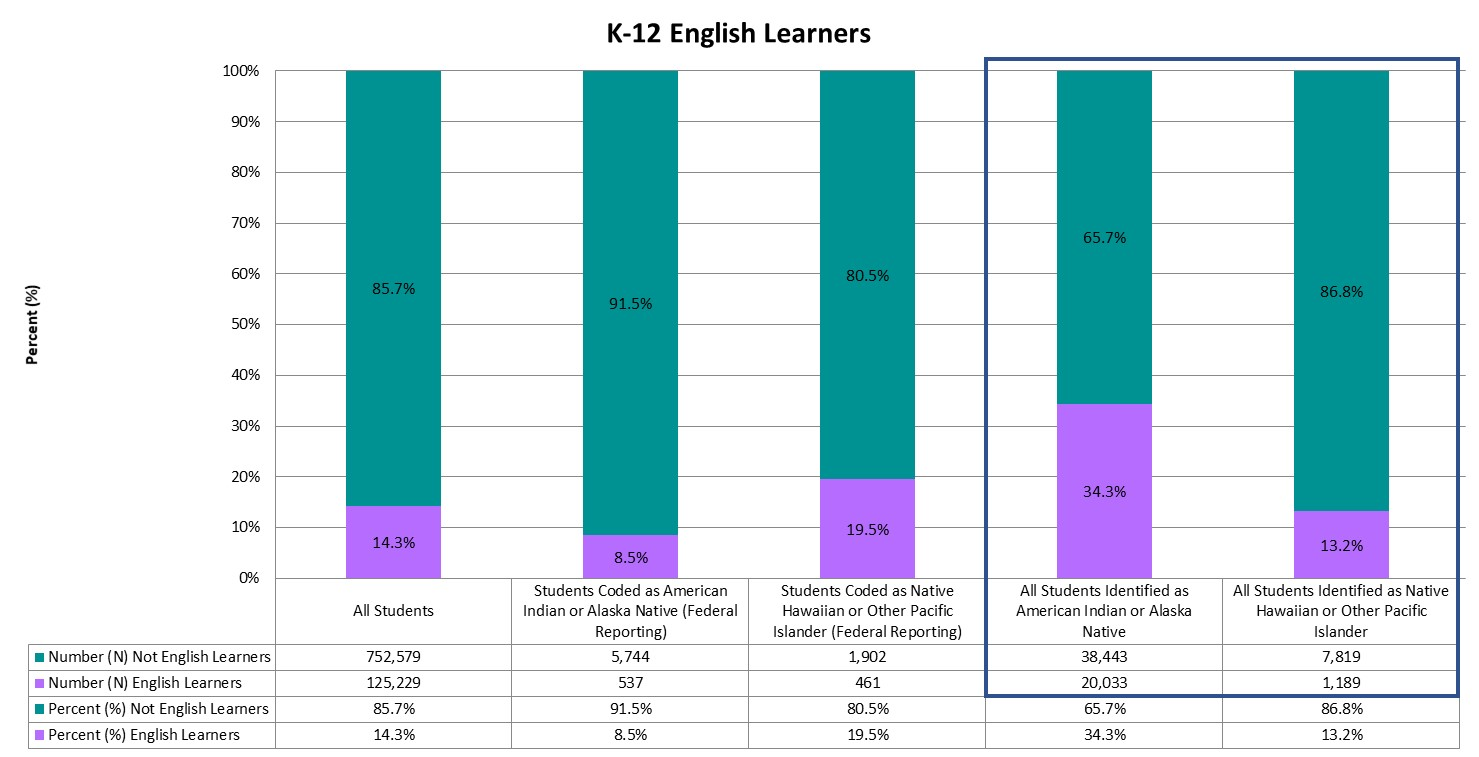 K-12 English Learners
Percent (%)
100%
90%
80%
70%
60%
50%
40%
30%
20%
10%
0%
85.7%
14.3%
91.5%
8.5%
80.5%
19.5%
65.7%
34.3%
86.8%
13.2%
All Students
Students Coded as American
Indian or Alaska Native (Federal
Reporting)
Students Coded as Native
Hawaiian or Other Pacific
Islander (Federal Reporting)
All Students Identified as
American Indian or Alaska
Native
All Students Identified as Native
Hawaiian or Other Pacific
Islander
Number (N) Not English Learners 752,579 5,744 1,902 38,443 7,819
Number (N) English Learners 125,229 537 461 20,033 1,189
Percent (%) Not English Learners 85.7% 91.5% 80.5% 65.7% 86.8%
Percent (%) English Learners 14.3% 8.5% 19.5% 34.3% 13.2%